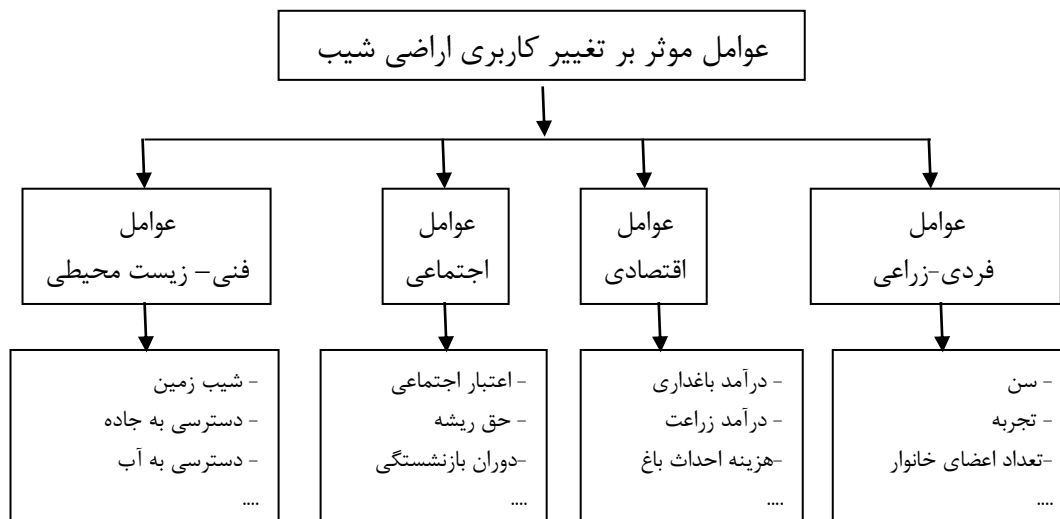 عوامل موثر بر تغییر کاربری اراضی شیب
عوامل
فردی-زراعی
عوامل
اقتصادی
عوامل
اجتماعی
عوامل
فنی– زیست محیطی
- سن
- تجربه
-تعداد اعضای خانوار
....
- درآمد باغداری
- درآمد زراعت
-هزینه احداث باغ
....
- اعتبار اجتماعی
- حق ریشه
-دوران بازنشستگی
....
- شیب زمین
- دسترسی به جاده
- دسترسی به آب
....